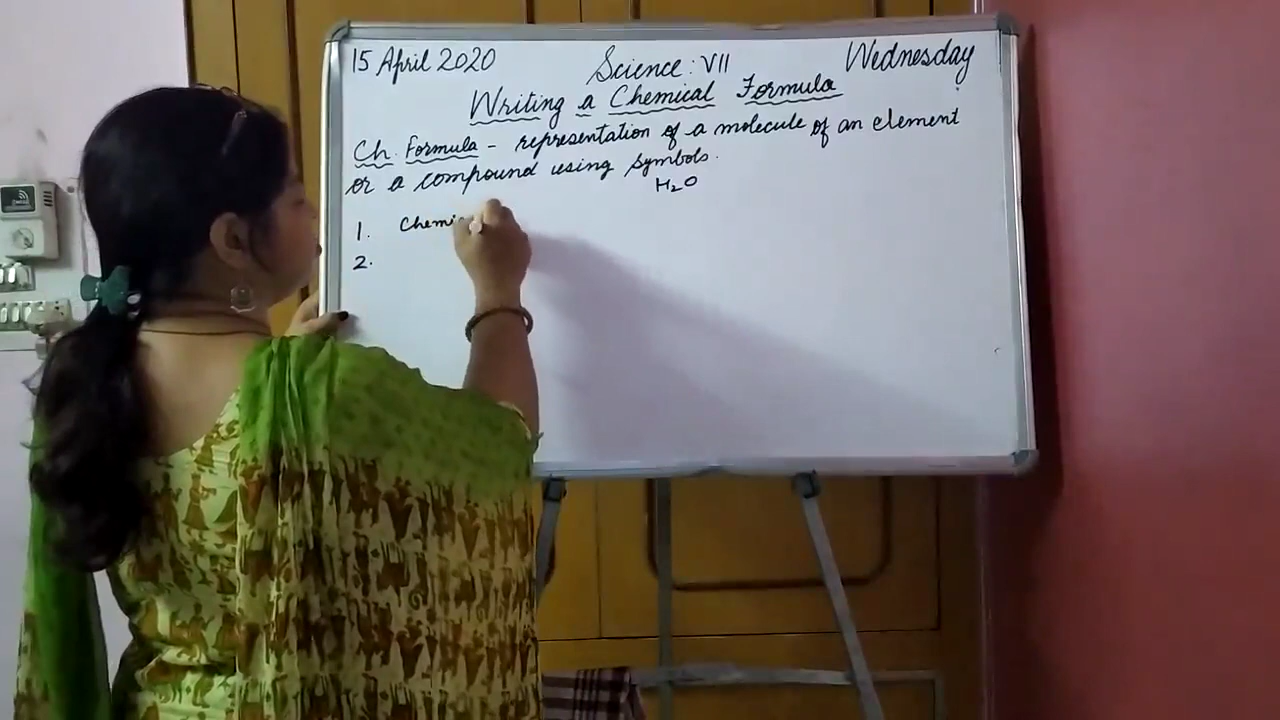 15 April 2020 Science: VII Wednesday
Writing a Chemical Formula
Ch. Formula - representation of a molecule of an element
or a compound using symbols.
H₂O
1. Chemi
2.